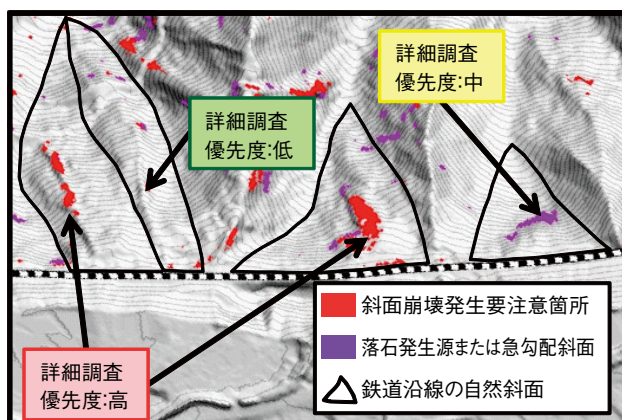 詳細調査
優先度:中
詳細調査
優先度:低
斜面崩壊発生要注意箇所
落石発生源または急勾配斜面
鉄道沿線の自然斜面
詳細調査
優先度:高